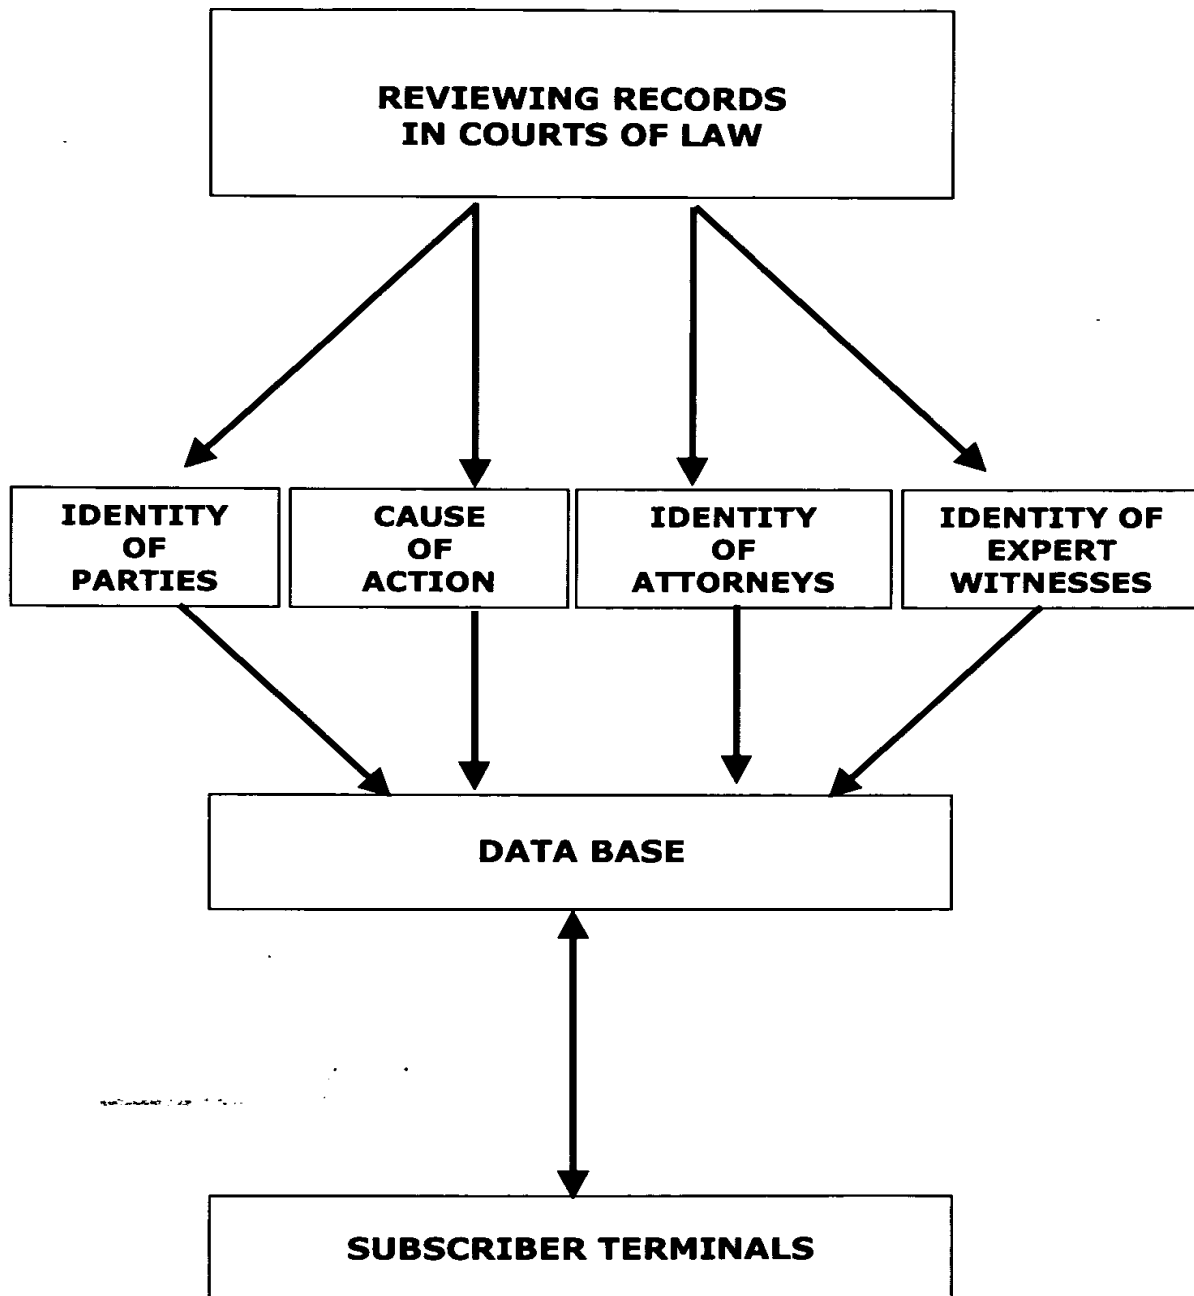 REVIEWING RECORDS
IN COURTS OF LAW
IDENTITY
OF
PARTIES
CAUSE
OF
ACTION
IDENTITY
OF
ATTORNEYS
IDENTITY OF
EXPERT
WITNESSES
DATA BASE
SUBSCRIBER TERMINALS